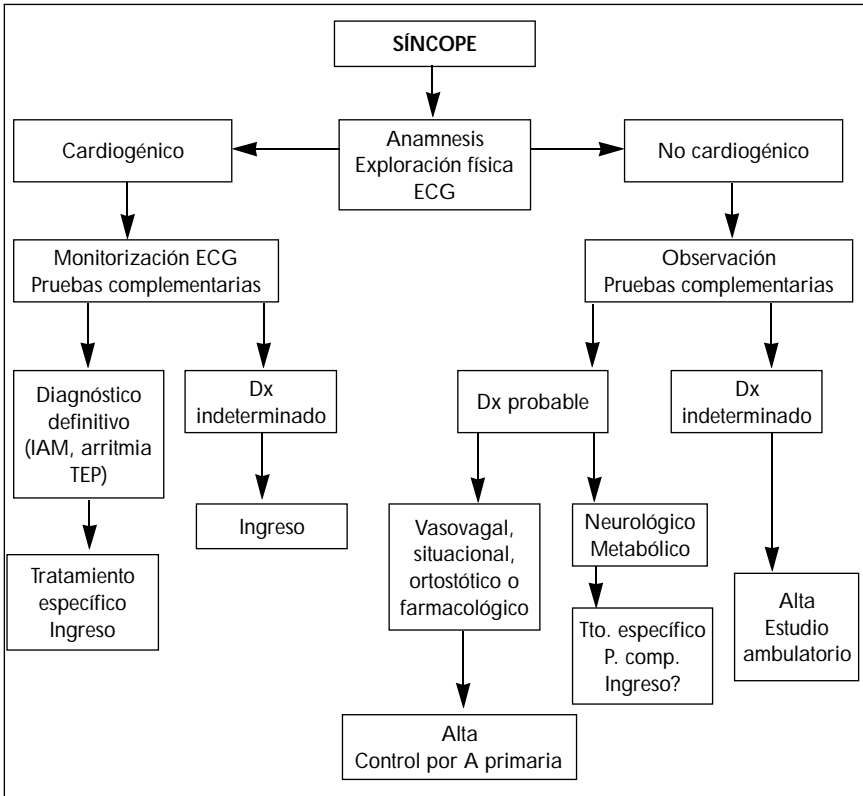 SÍNCOPE
Anamnesis
Exploración física
ECG
Cardiogénico
No cardiogénico
Monitorización ECG
Pruebas complementarias
Observación
Pruebas complementarias
Diagnóstico
definitivo
(IAM, arritmia
TEP)
Dx
indeterminado
Dx probable
Dx
indeterminado
Tratamiento
específico
Ingreso
Ingreso
Vasovagal,
situacional,
ortostótico o
farmacológico
Neurológico
Metabólico
Alta
Estudio
ambulatorio
Tto. específico
P. comp.
Ingreso?
Alta
Control por A primaria